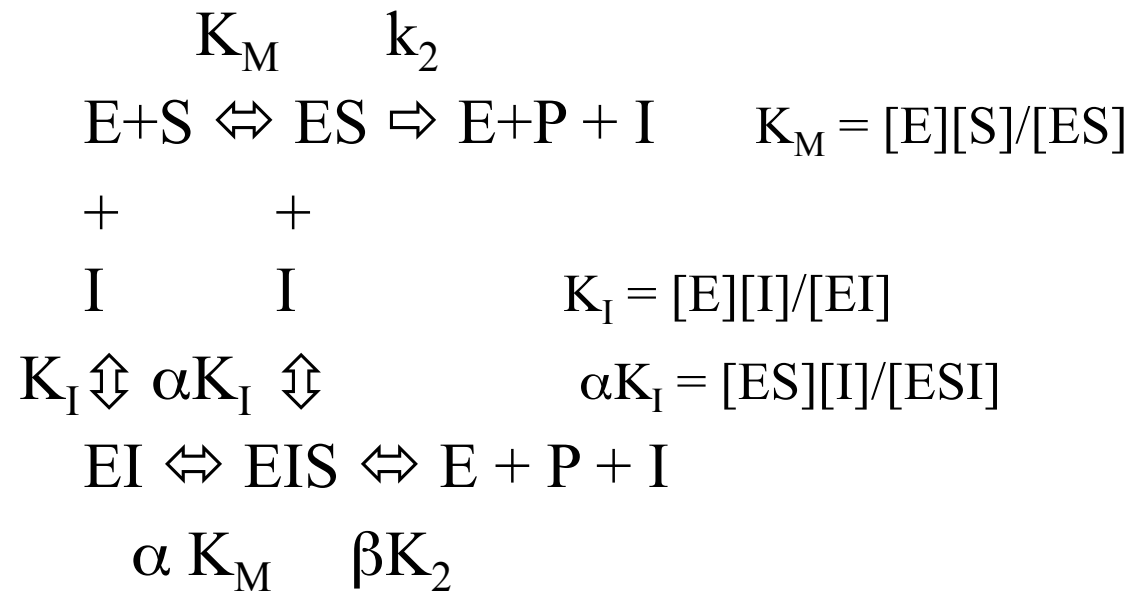 K_M k_2
E+S ⇔ ES ⇨ E+P + I K_M = [E][S]/[ES]
+ +
I I K_I = [E][I]/[EI]
K_I ⇕ αK_I ⇕ αK_I = [ES][I]/[ESI]
EI ⇔ EIS ⇔ E + P + I
α K_M βK_2